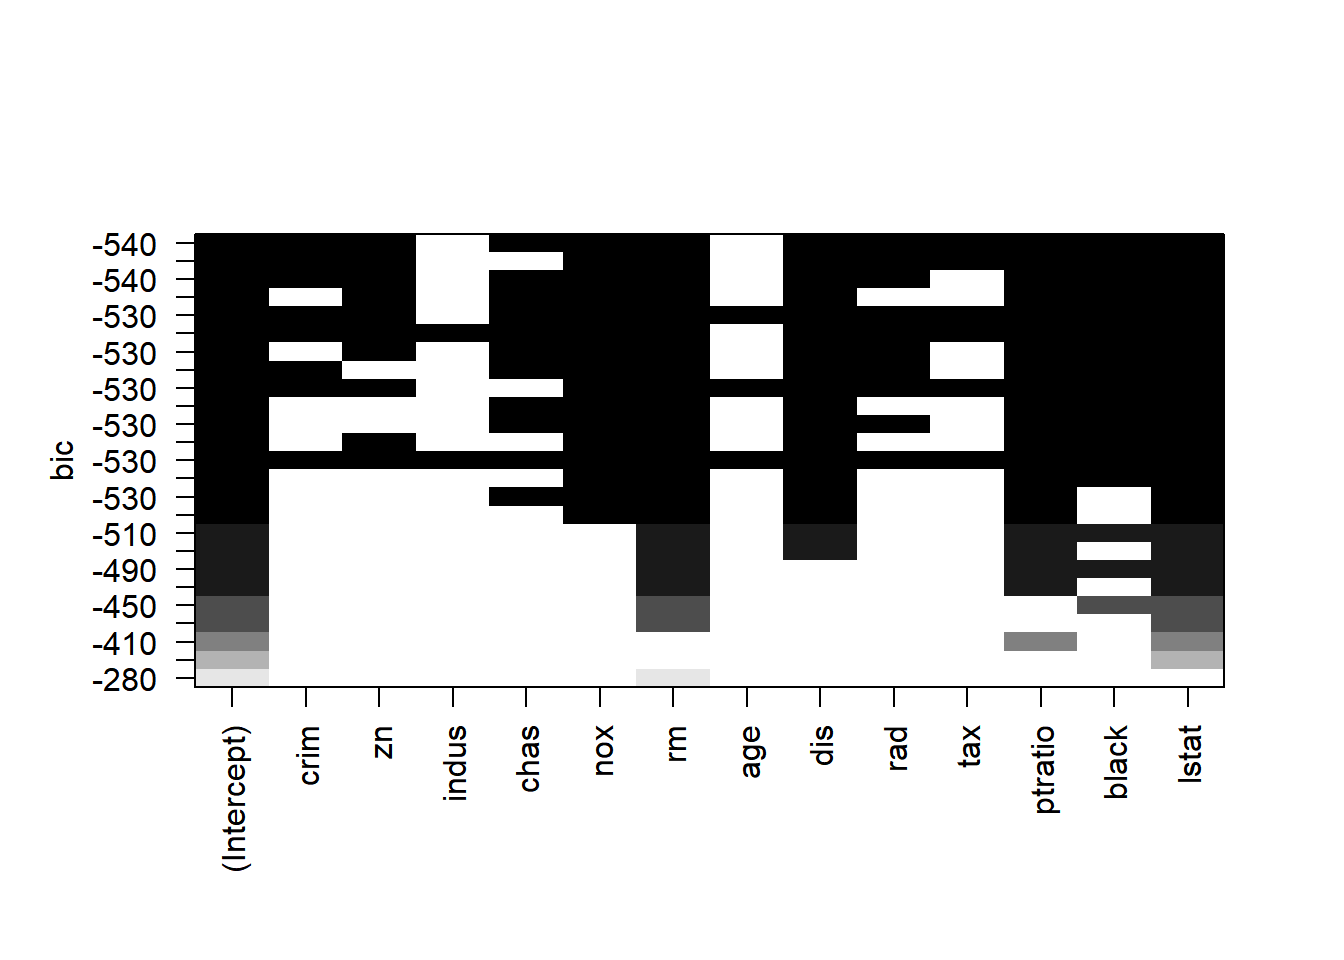 bic
-540
-540
-530
-530
-530
-530
-530
-530
-510
-490
-450
-410
-280
(Intercept)
crim
zn
indus
chas
nox
rm
age
dis
rad
tax
ptratio
black
lstat